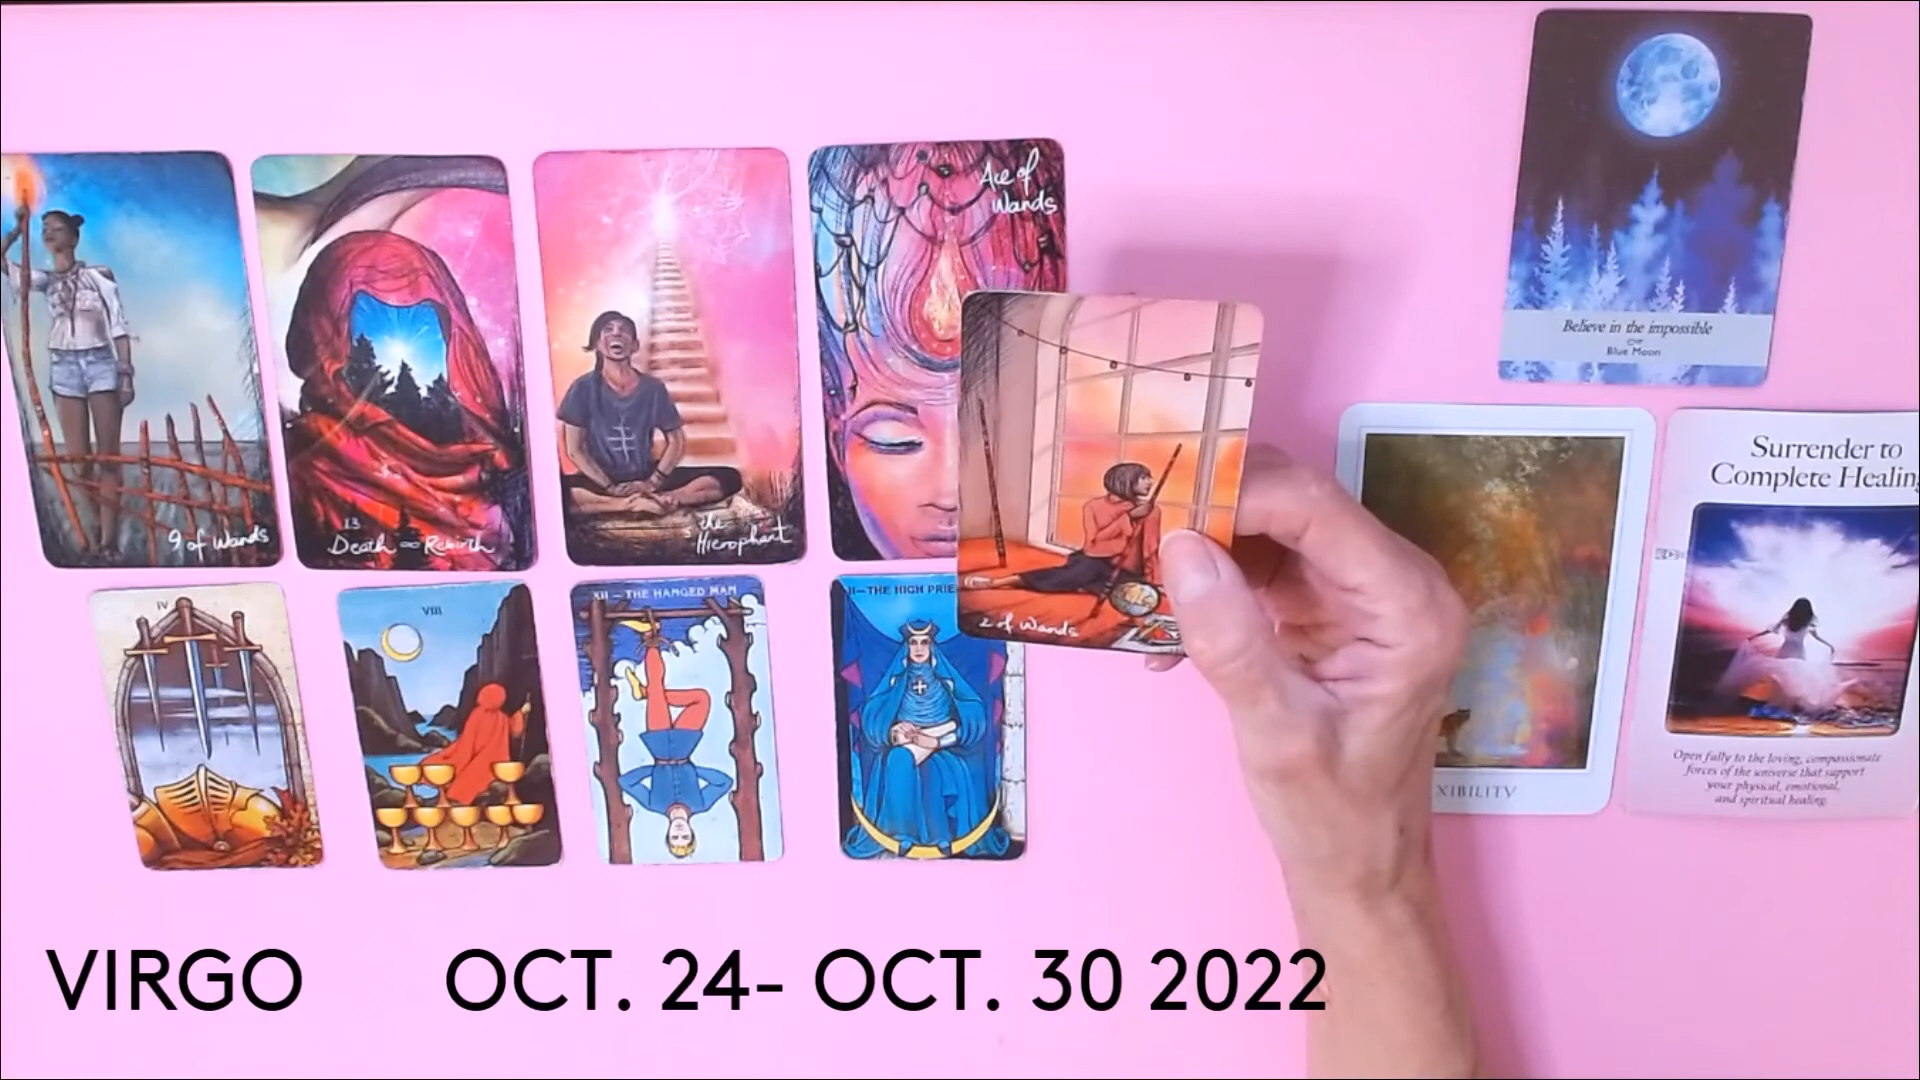 Ace of
Wands
9 of Wands
13
Death ∞ Rebirth
5 the
Hierophant
2 of Wands
Believe in the impossible
Blue Moon
IV
VIII
XII - THE HANGED MAN
II-THE HIGH PRIE
XIBILITY
Surrender to
Complete Healing
Open fully to the loving, compassionate
forces of the universe that support
your physical, emotional,
and spiritual healing.
VIRGO OCT. 24- OCT. 30 2022